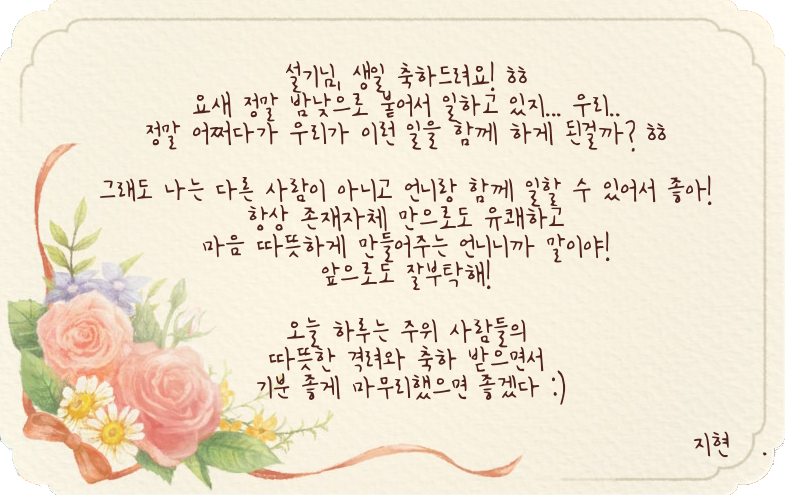 설기님, 생일 축하드려요! ㅎㅎ
요새 정말 밤낮으로 붙어서 일하고 있지... 우리..
정말 어쩌다가 우리가 이런 일을 함께 하게 된걸까? ㅎㅎ
그래도 나는 다른 사람이 아니고 언니랑 함께 일할 수 있어서 좋아!
항상 존재자체 만으로도 유쾌하고
마음 따뜻하게 만들어주는 언니니까 말이야!
앞으로도 잘부탁해!
오늘 하루는 주위 사람들의
따뜻한 격려와 축하 받으면서
기분 좋게 마무리했으면 좋겠다 :)
지현 .